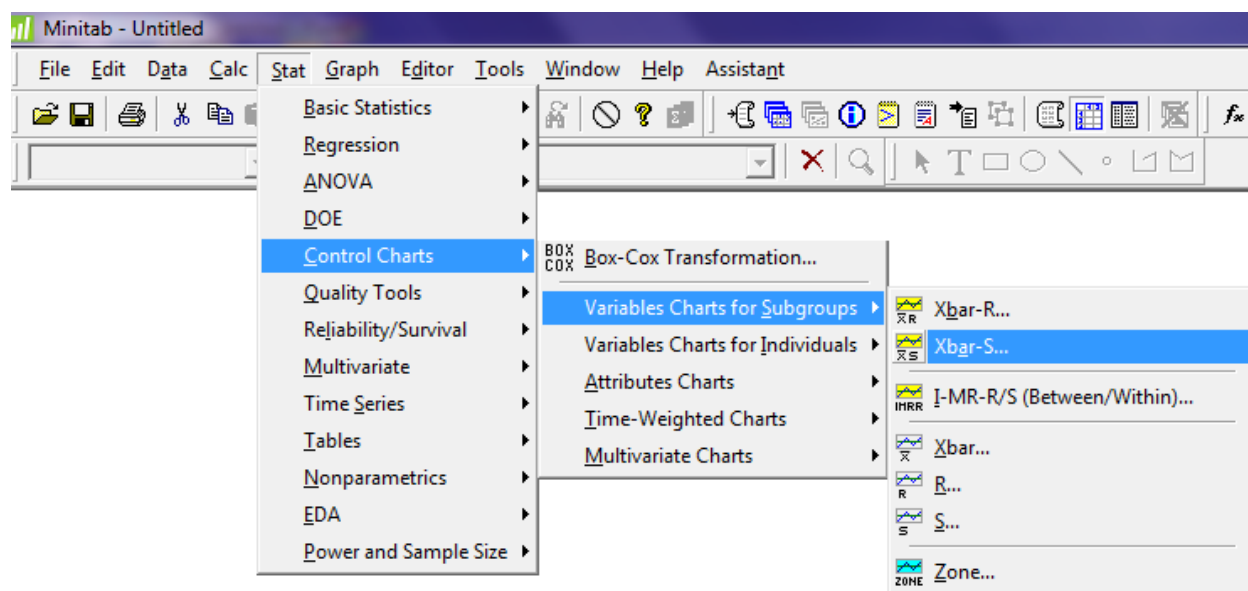 Minitab - Untitled
File Edit Data Calc Stat Graph Editor Tools Window Help Assistant
Basic Statistics
Regression
ANOVA
DOE
Control Charts
Quality Tools
Reliability/Survival
Multivariate
Time Series
Tables
Nonparametrics
EDA
Power and Sample Size
BOX COX Box-Cox Transformation...
Variables Charts for Subgroups
Variables Charts for Individuals
Attributes Charts
Time-Weighted Charts
Multivariate Charts
X̅R Xbar-R...
X̅S Xbar-S...
IMRR I-MR-R/S (Between/Within)...
X̅ Xbar...
R R...
S S...
ZONE Zone...